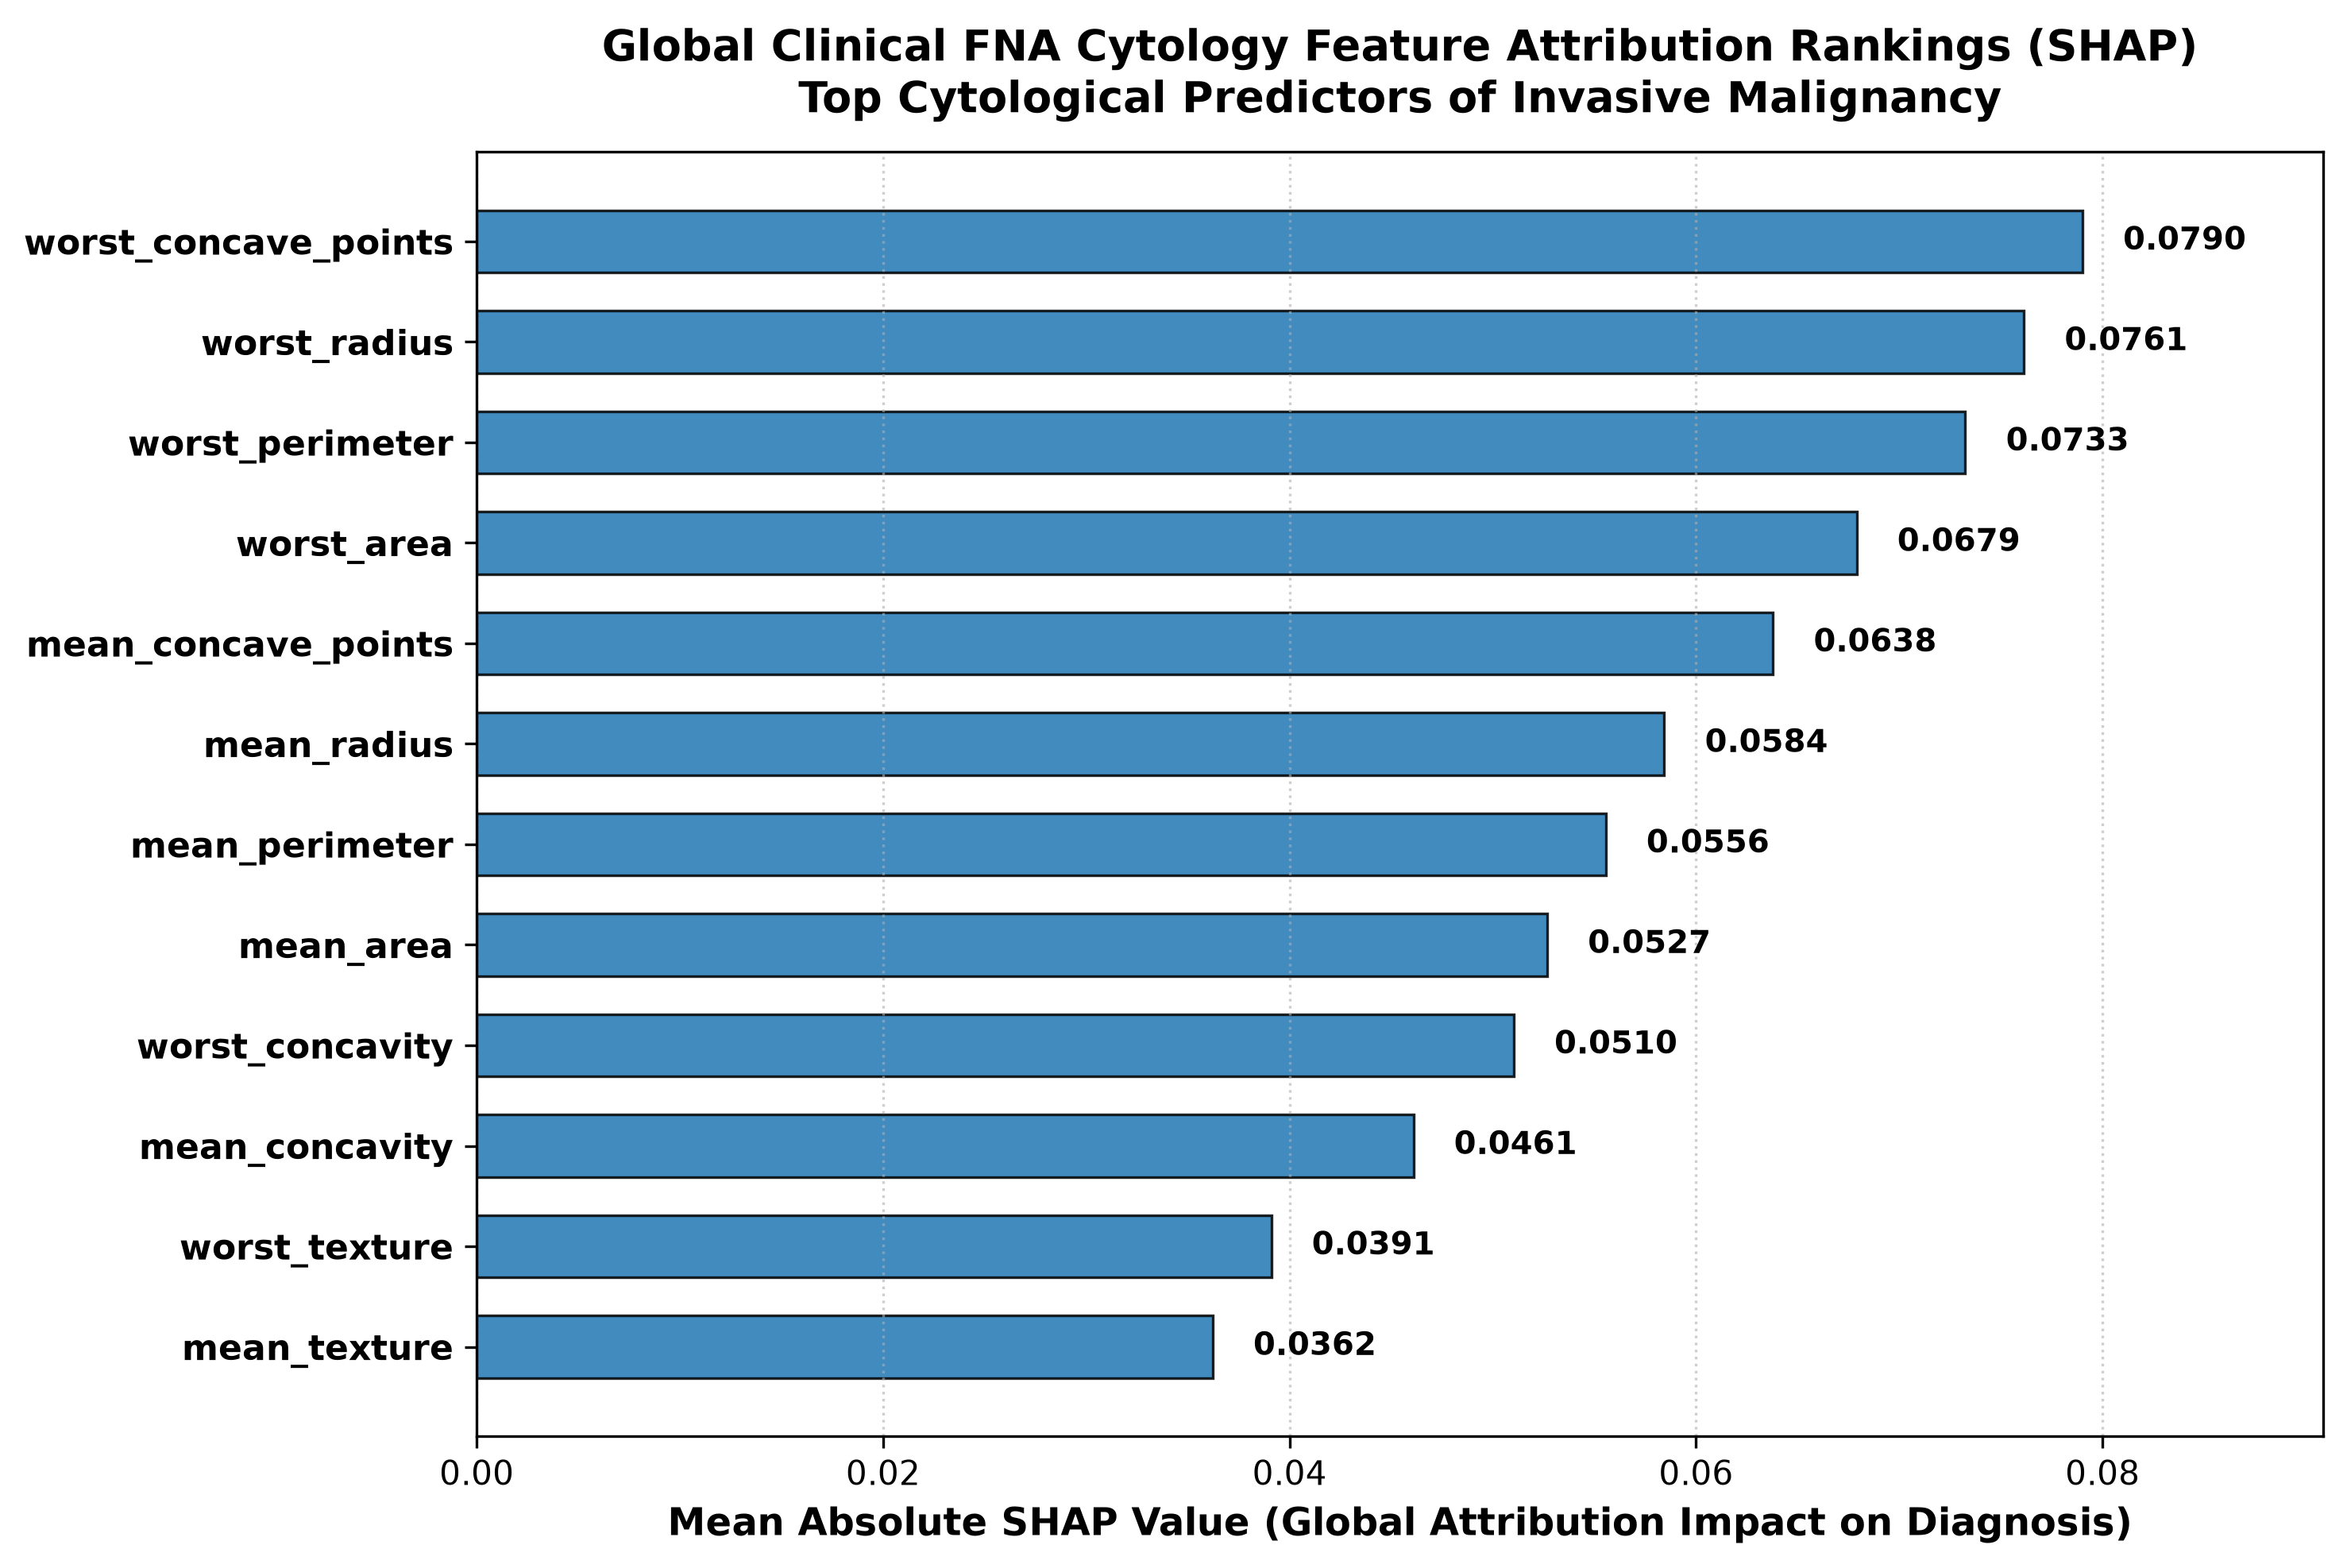 Global Clinical FNA Cytology Feature Attribution Rankings (SHAP)
Top Cytological Predictors of Invasive Malignancy
worst_concave_points 0.0790
worst_radius 0.0761
worst_perimeter 0.0733
worst_area 0.0679
mean_concave_points 0.0638
mean_radius 0.0584
mean_perimeter 0.0556
mean_area 0.0527
worst_concavity 0.0510
mean_concavity 0.0461
worst_texture 0.0391
mean_texture 0.0362
0.00 0.02 0.04 0.06 0.08
Mean Absolute SHAP Value (Global Attribution Impact on Diagnosis)